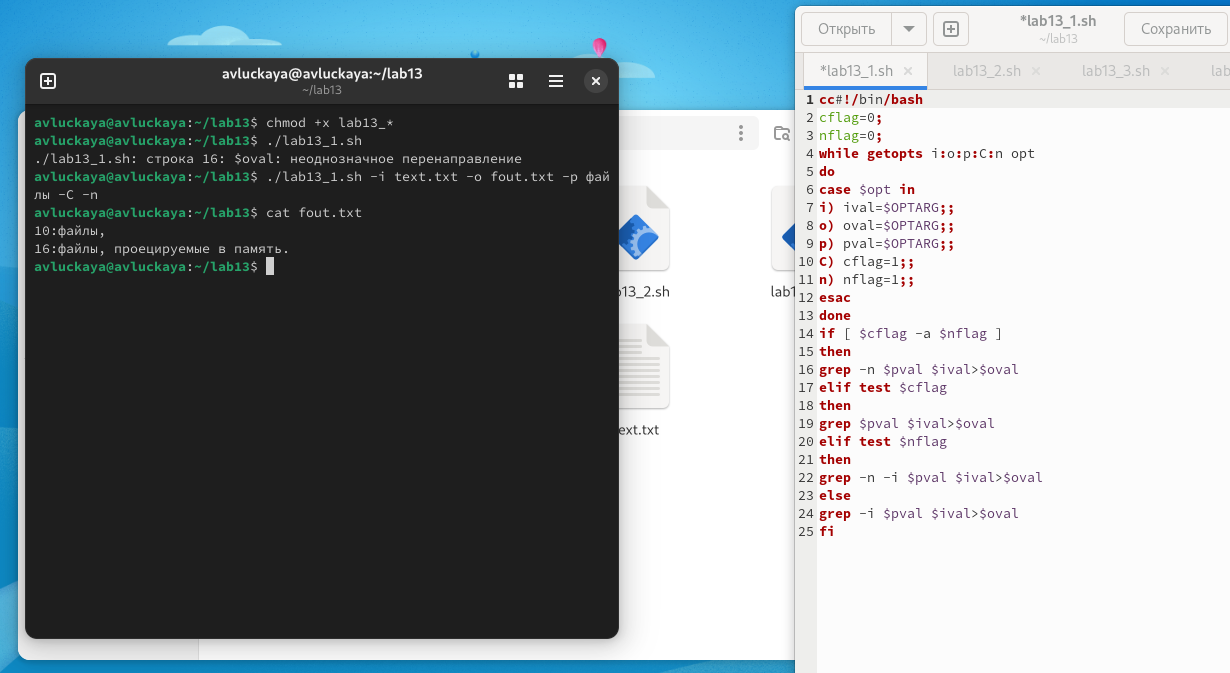 avluckaya@avluckaya:~/lab13
~/lab13
avluckaya@avluckaya:~/lab13$ chmod +x lab13_*
avluckaya@avluckaya:~/lab13$ ./lab13_1.sh
./lab13_1.sh: строка 16: $oval: неоднозначное перенаправление
avluckaya@avluckaya:~/lab13$ ./lab13_1.sh -i text.txt -o fout.txt -p фай
лы -C -n
avluckaya@avluckaya:~/lab13$ cat fout.txt
10:файлы,
16:файлы, проецируемые в память.
avluckaya@avluckaya:~/lab13$
b13_2.sh
lab1
ext.txt
Открыть
*lab13_1.sh
~/lab13
Сохранить
*lab13_1.sh × lab13_2.sh × lab13_3.sh × lab
1 cc#!/bin/bash
2 cflag=0;
3 nflag=0;
4 while getopts i:o:p:C:n opt
5 do
6 case $opt in
7 i) ival=$OPTARG;;
8 o) oval=$OPTARG;;
9 p) pval=$OPTARG;;
10 C) cflag=1;;
11 n) nflag=1;;
12 esac
13 done
14 if [ $cflag -a $nflag ]
15 then
16 grep -n $pval $ival>$oval
17 elif test $cflag
18 then
19 grep $pval $ival>$oval
20 elif test $nflag
21 then
22 grep -n -i $pval $ival>$oval
23 else
24 grep -i $pval $ival>$oval
25 fi